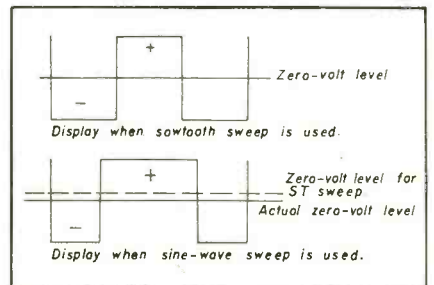 +
Zero-volt level
−
Display when sawtooth sweep is used.
Zero-volt level for
+
ST sweep
Actual zero-volt level
−
Display when sine-wave sweep is used.